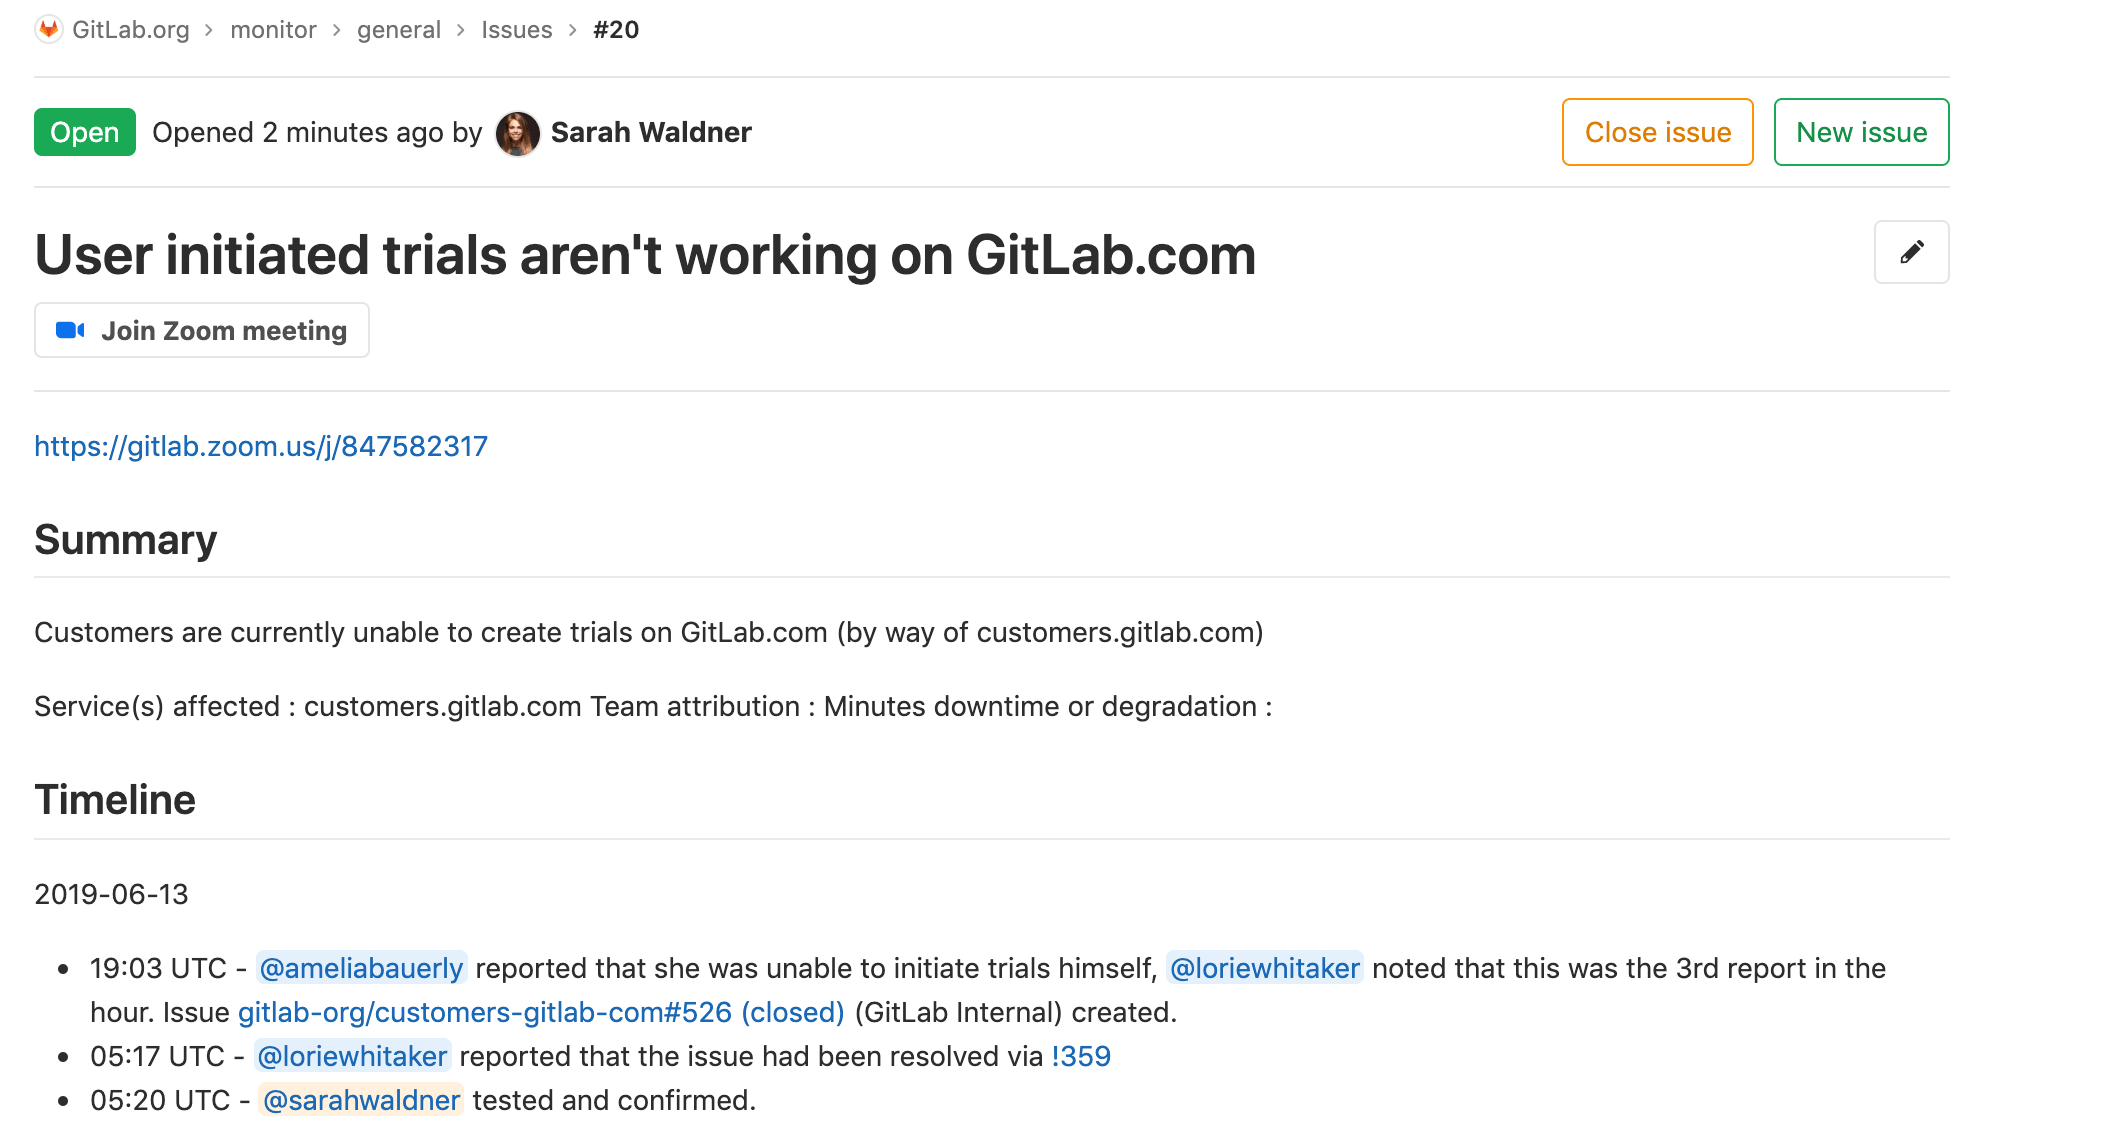 GitLab.org > monitor > general > Issues > #20
Open Opened 2 minutes ago by Sarah Waldner Close issue New issue
User initiated trials aren't working on GitLab.com
Join Zoom meeting
https://gitlab.zoom.us/j/847582317
Summary
Customers are currently unable to create trials on GitLab.com (by way of customers.gitlab.com)
Service(s) affected : customers.gitlab.com Team attribution : Minutes downtime or degradation :
Timeline
2019-06-13
• 19:03 UTC - @ameliabauerly reported that she was unable to initiate trials himself, @loriewhitaker noted that this was the 3rd report in the
hour. Issue gitlab-org/customers-gitlab-com#526 (closed) (GitLab Internal) created.
• 05:17 UTC - @loriewhitaker reported that the issue had been resolved via !359
• 05:20 UTC - @sarahwaldner tested and confirmed.